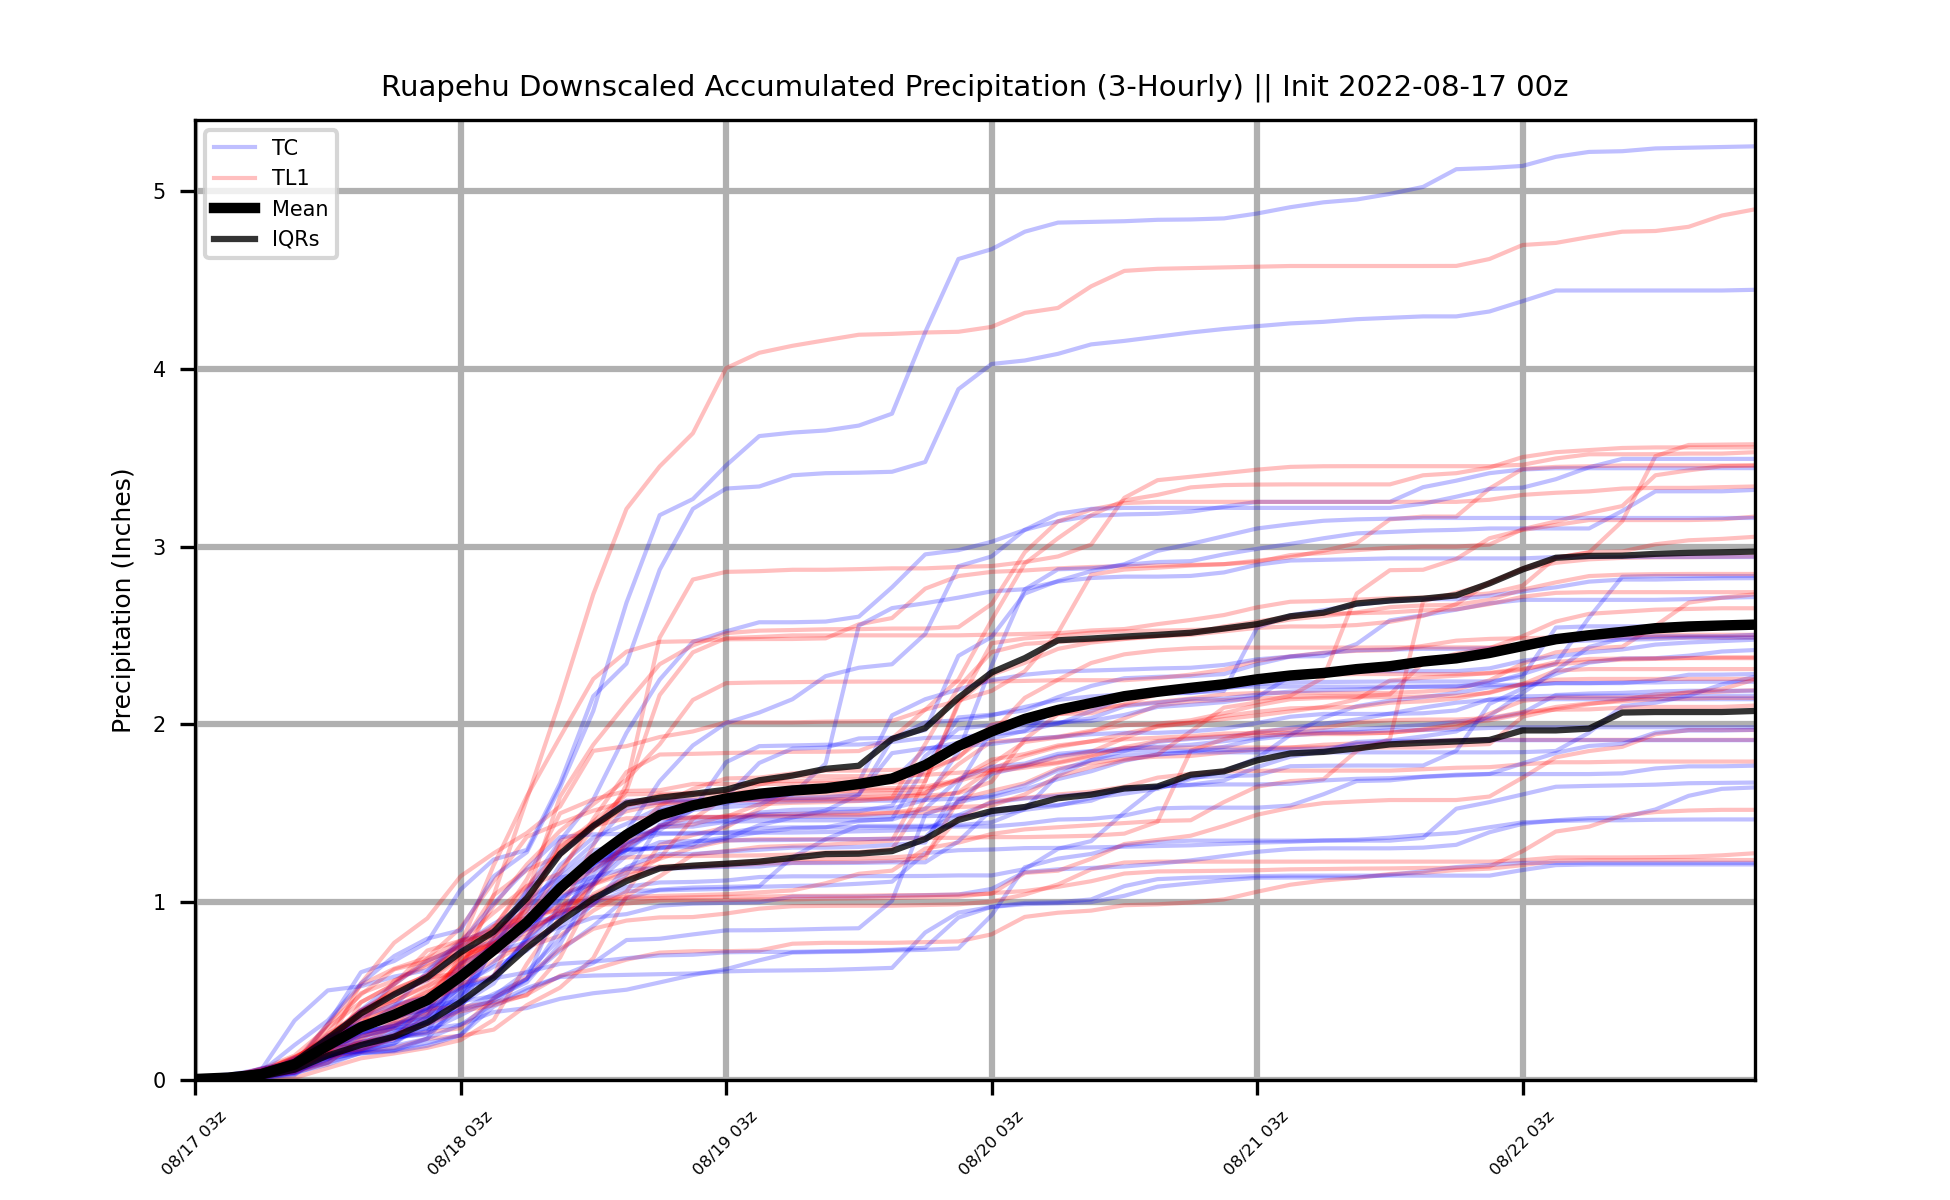 Ruapehu Downscaled Accumulated Precipitation (3-Hourly) || Init 2022-08-17 00z
TC
TL1
Mean
IQRs
Precipitation (Inches)
5
4
3
2
1
0
08/17 03z
08/18 03z
08/19 03z
08/20 03z
08/21 03z
08/22 03z